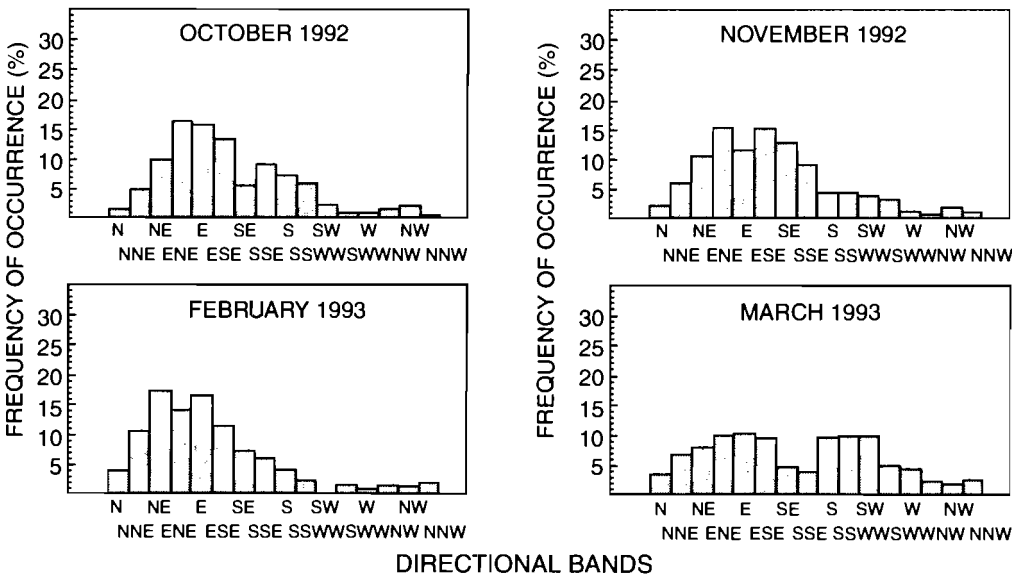 OCTOBER 1992
FREQUENCY OF OCCURRENCE (%)
30
25
20
15
10
5
N NE E SE S SW W NW
NNE ENE ESE SSE SSWWSWWNW NNW
NOVEMBER 1992
FREQUENCY OF OCCURRENCE (%)
30
25
20
15
10
5
N NE E SE S SW W NW
NNE ENE ESE SSE SSWWSWWNW NNW
FEBRUARY 1993
30
25
20
15
10
5
N NE E SE S SW W NW
NNE ENE ESE SSE SSWWSWWNW NNW
MARCH 1993
30
25
20
15
10
5
N NE E SE S SW W NW
NNE ENE ESE SSE SSWWSWWNW NNW
DIRECTIONAL BANDS